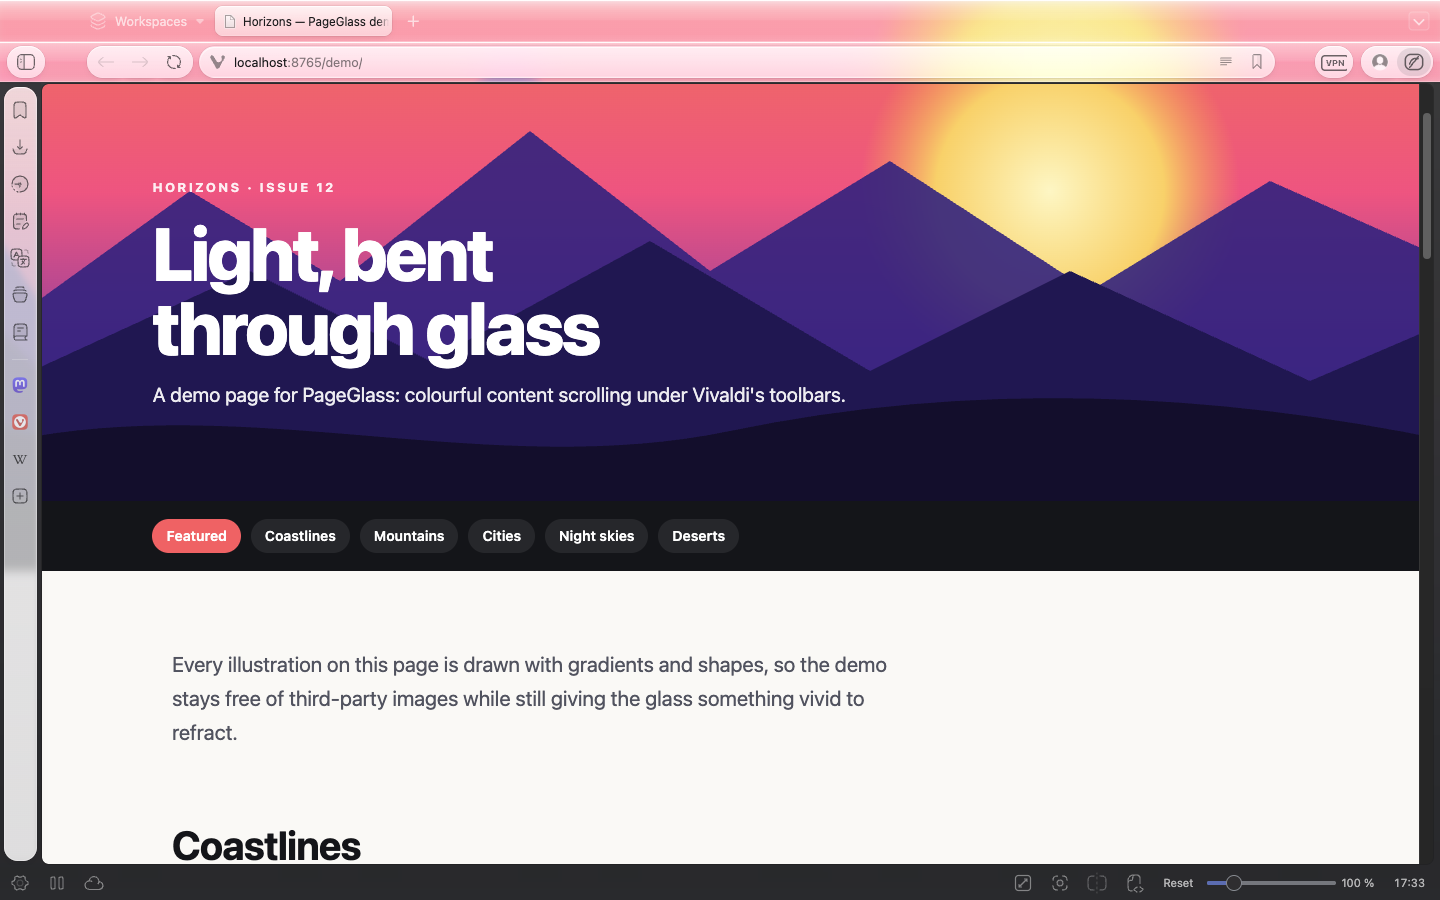 Workspaces
Horizons — PageGlass der
localhost:8765/demo/
VPN
HORIZONS · ISSUE 12
Light, bent
through glass
A demo page for PageGlass: colourful content scrolling under Vivaldi's toolbars.
Featured
Coastlines
Mountains
Cities
Night skies
Deserts
Every illustration on this page is drawn with gradients and shapes, so the demo
stays free of third-party images while still giving the glass something vivid to
refract.
Coastlines
W
Reset
100 %
17:33